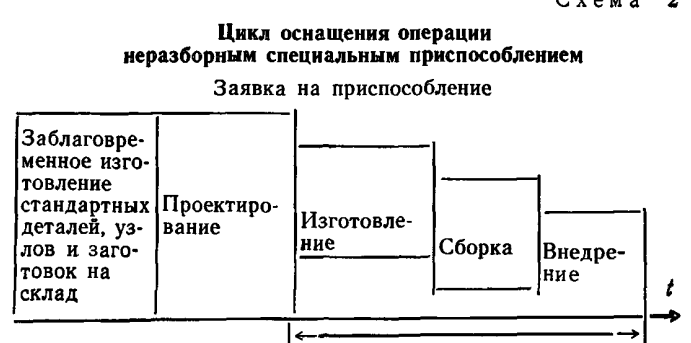 Схема 2
Цикл оснащения операции
неразборным специальным приспособлением
Заявка на приспособление
Заблаговре-
менное изго-
товление
стандартных
деталей, уз-
лов и заго-
товок на
склад
Проектиро-
вание
Изготовле-
ние
Сборка
Внедре-
ние
t